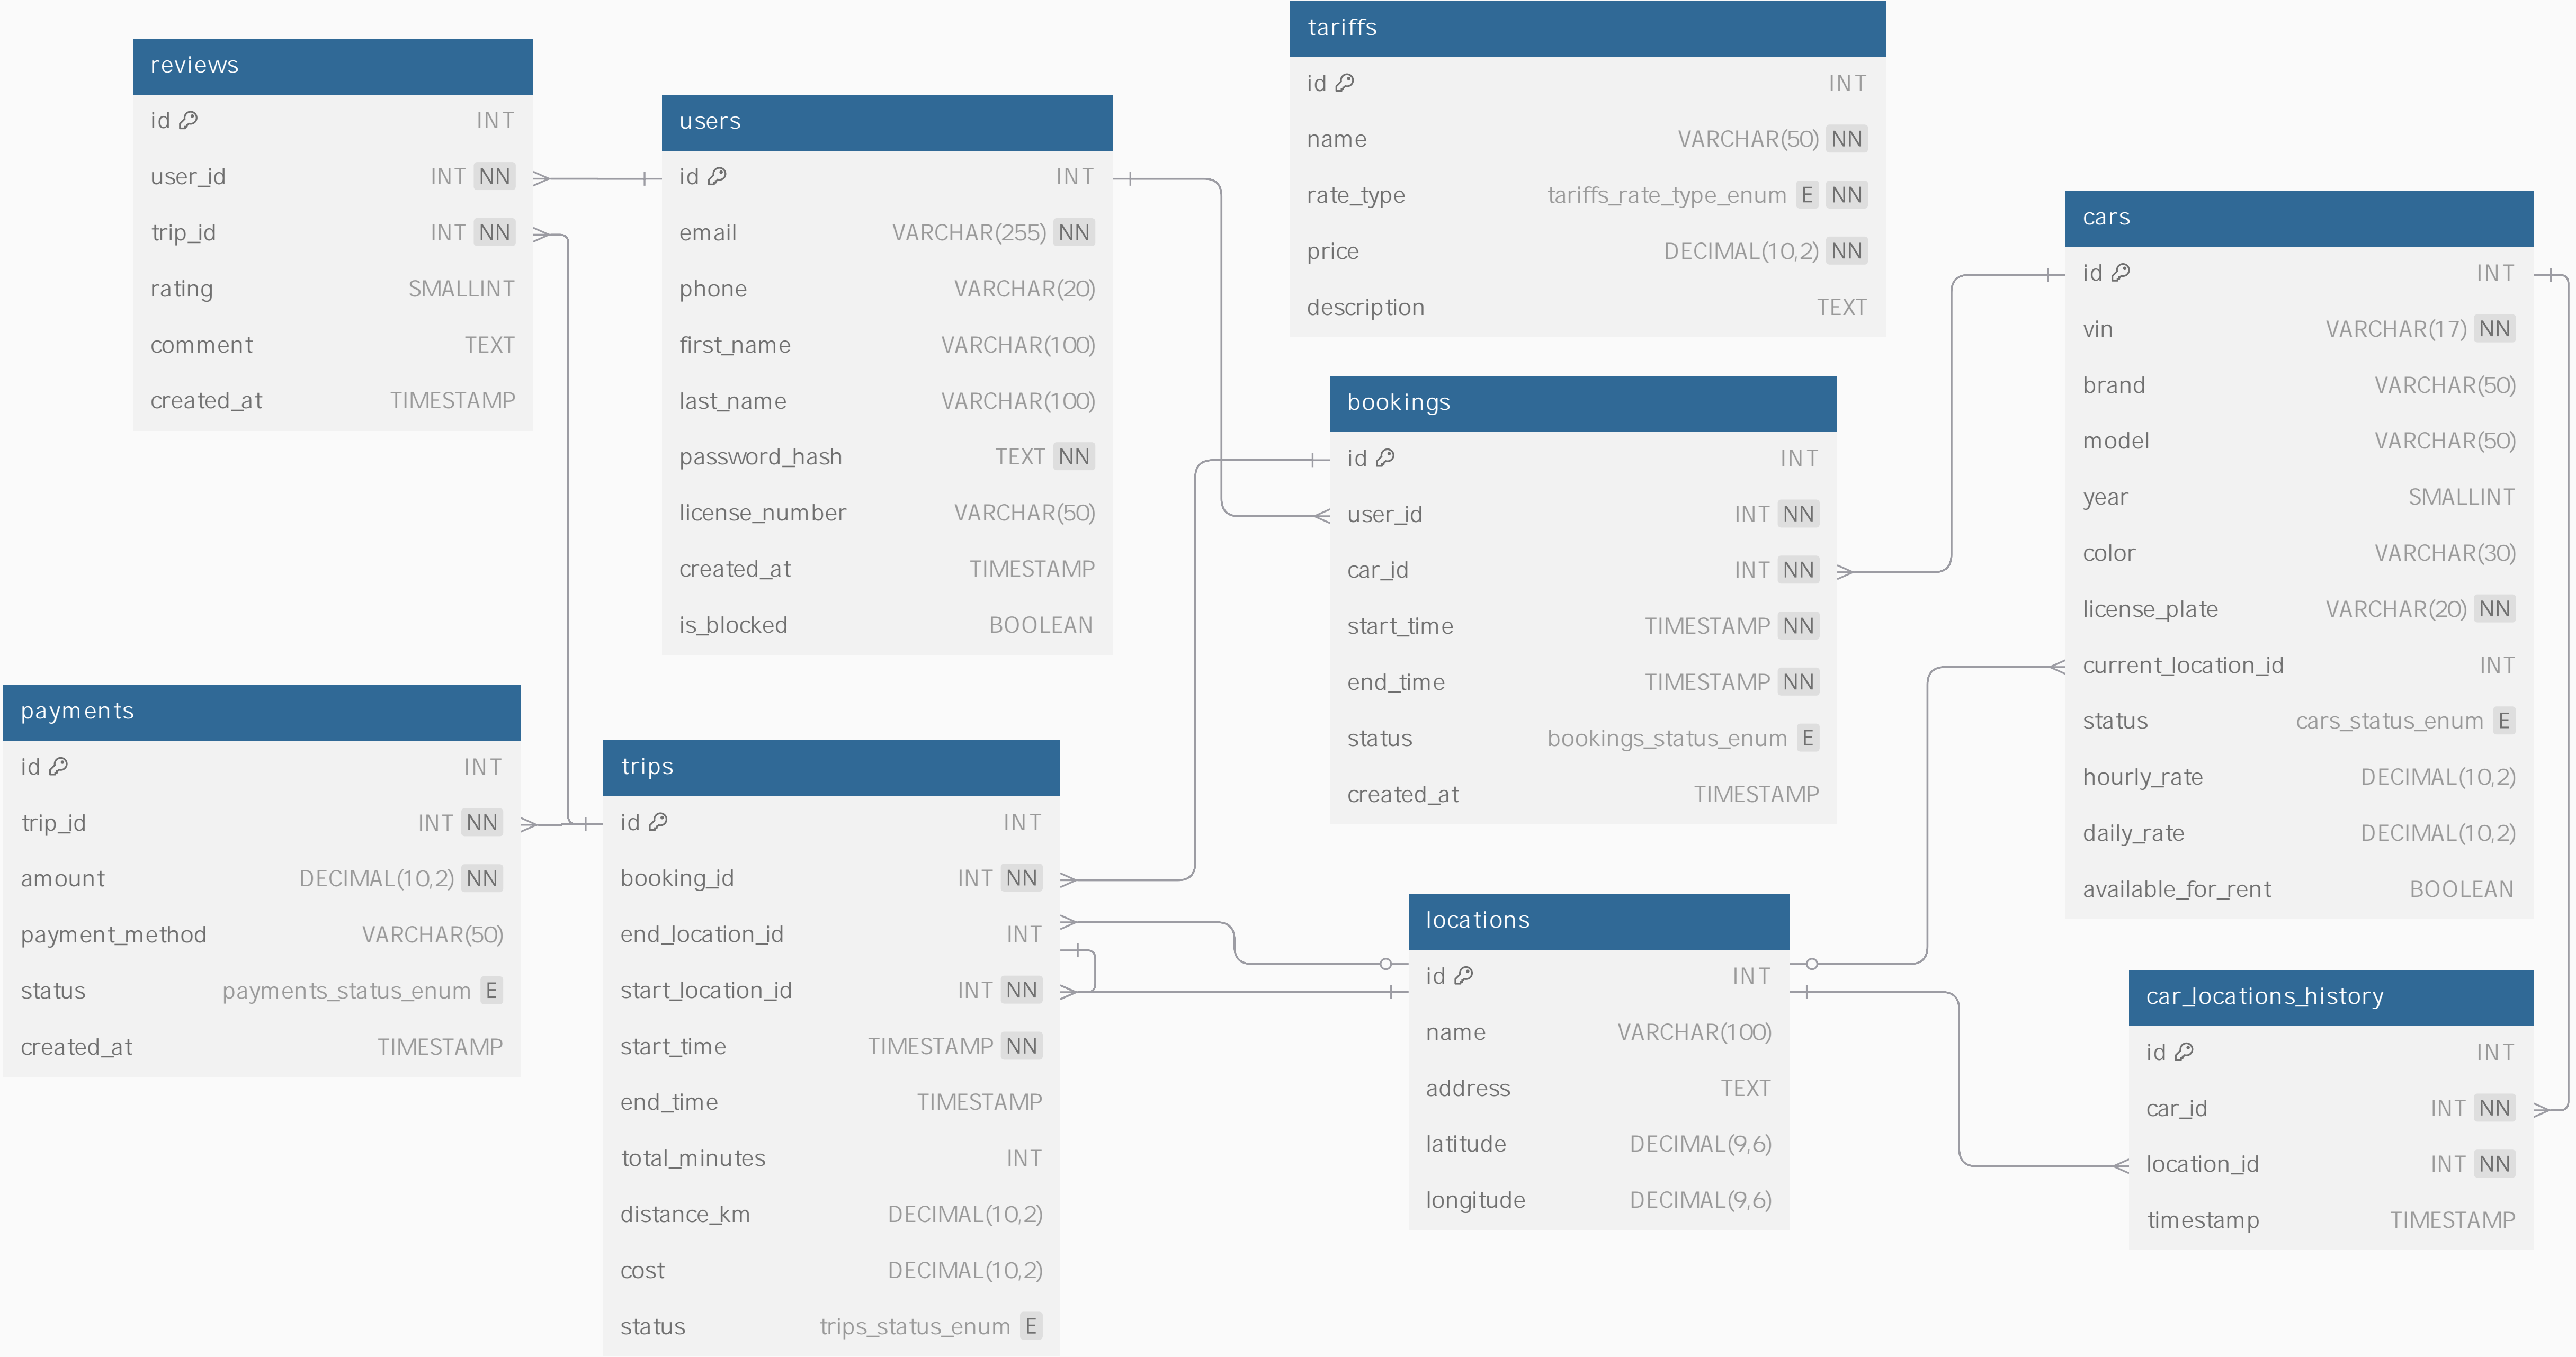 reviews
id INT
user_id INT NN
trip_id INT NN
rating SMALLINT
comment TEXT
created_at TIMESTAMP
users
id INT
email VARCHAR(255) NN
phone VARCHAR(20)
first_name VARCHAR(100)
last_name VARCHAR(100)
password_hash TEXT NN
license_number VARCHAR(50)
created_at TIMESTAMP
is_blocked BOOLEAN
tariffs
id INT
name VARCHAR(50) NN
rate_type tariffs_rate_type_enum E NN
price DECIMAL(10,2) NN
description TEXT
bookings
id INT
user_id INT NN
car_id INT NN
start_time TIMESTAMP NN
end_time TIMESTAMP NN
status bookings_status_enum E
created_at TIMESTAMP
cars
id INT
vin VARCHAR(17) NN
brand VARCHAR(50)
model VARCHAR(50)
year SMALLINT
color VARCHAR(30)
license_plate VARCHAR(20) NN
current_location_id INT
status cars_status_enum E
hourly_rate DECIMAL(10,2)
daily_rate DECIMAL(10,2)
available_for_rent BOOLEAN
payments
id INT
trip_id INT NN
amount DECIMAL(10,2) NN
payment_method VARCHAR(50)
status payments_status_enum E
created_at TIMESTAMP
trips
id INT
booking_id INT NN
end_location_id INT
start_location_id INT NN
start_time TIMESTAMP NN
end_time TIMESTAMP
total_minutes INT
distance_km DECIMAL(10,2)
cost DECIMAL(10,2)
status trips_status_enum E
locations
id INT
name VARCHAR(100)
address TEXT
latitude DECIMAL(9,6)
longitude DECIMAL(9,6)
car_locations_history
id INT
car_id INT NN
location_id INT NN
timestamp TIMESTAMP